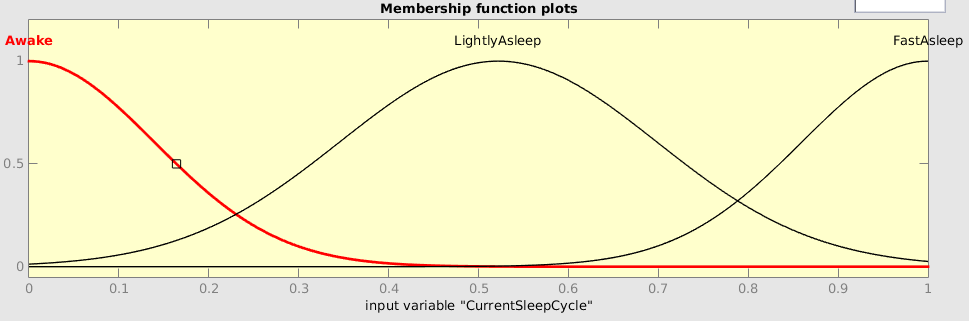 Membership function plots
Awake LightlyAsleep FastAsleep
1
0.5
0
0 0.1 0.2 0.3 0.4 0.5 0.6 0.7 0.8 0.9 1
input variable "CurrentSleepCycle"